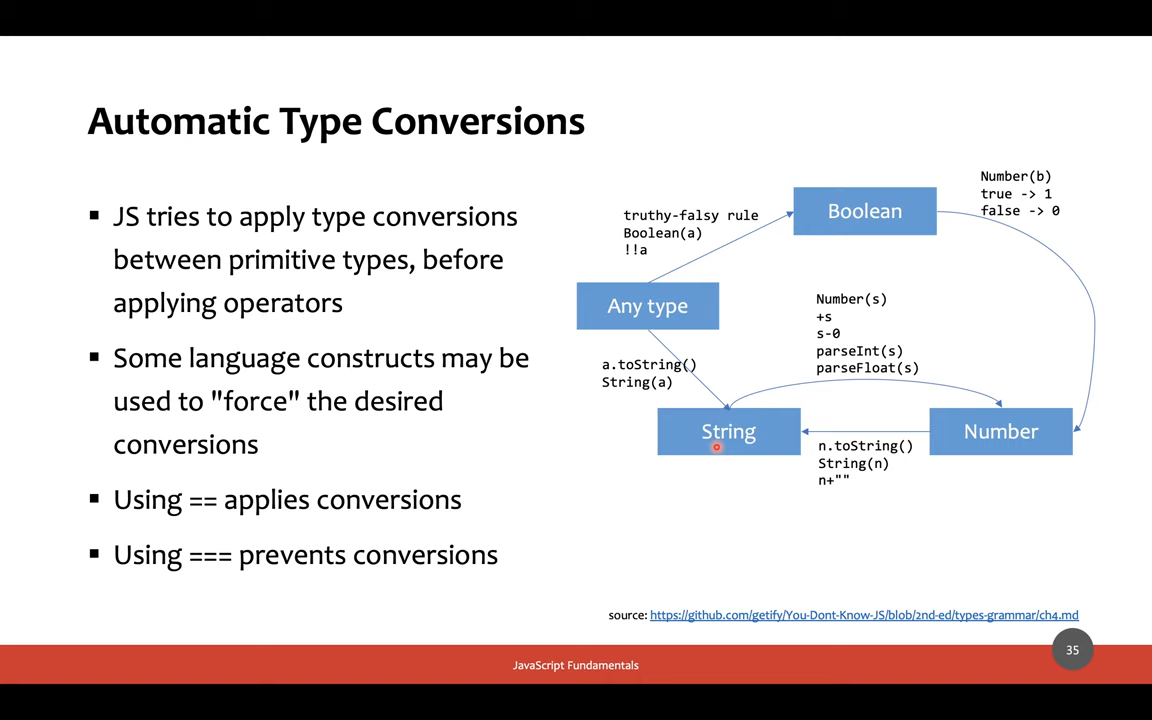 Automatic Type Conversions
▪ JS tries to apply type conversions
between primitive types, before
applying operators
▪ Some language constructs may be
used to "force" the desired
conversions
▪ Using == applies conversions
▪ Using === prevents conversions
truthy-falsy rule
Boolean(a)
!!a
Boolean
Number(b)
true -> 1
false -> 0
Any type
a.toString()
String(a)
Number(s)
+s
s-0
parseInt(s)
parseFloat(s)
String
Number
n.toString()
String(n)
n+""
source: https://github.com/getify/You-Dont-Know-JS/blob/2nd-ed/types-grammar/ch4.md
35
JavaScript Fundamentals